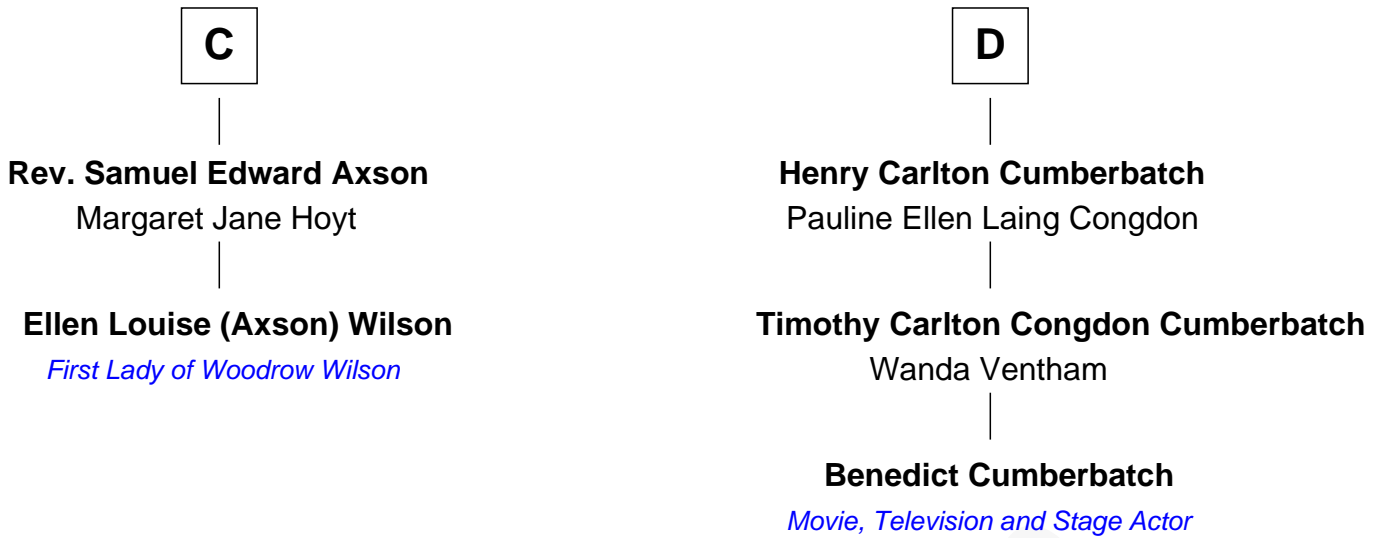 C
Rev. Samuel Edward Axson
Margaret Jane Hoyt
Ellen Louise (Axson) Wilson
First Lady of Woodrow Wilson
D
Henry Carlton Cumberbatch
Pauline Ellen Laing Congdon
Timothy Carlton Congdon Cumberbatch
Wanda Ventham
Benedict Cumberbatch
Movie, Television and Stage Actor